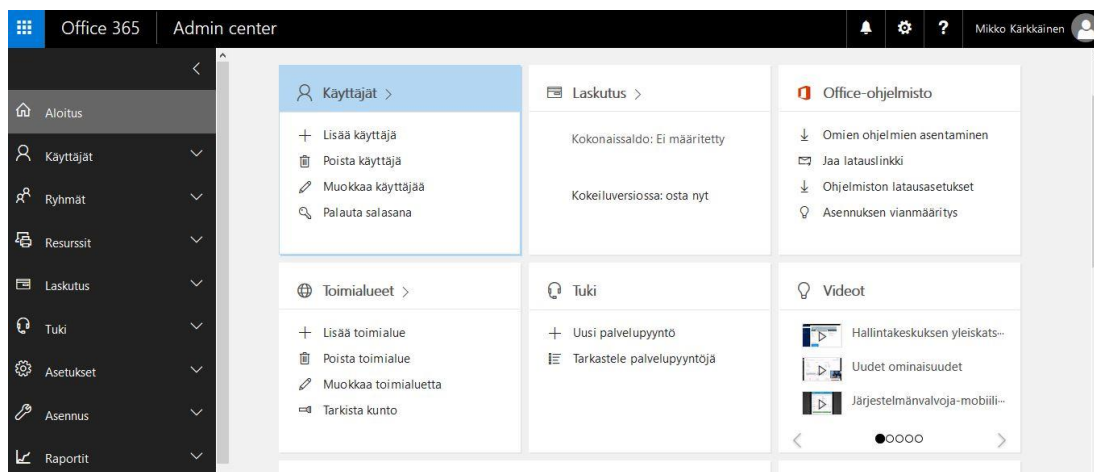 Office 365 Admin center ? Mikko Kärkkäinen
Aloitus
Käyttäjät
Ryhmät
Resurssit
Laskutus
Tuki
Asetukset
Asennus
Raportit
Käyttäjät >
Lisää käyttäjä
Poista käyttäjä
Muokkaa käyttäjää
Palauta salasana
Laskutus >
Kokonaissaldo: Ei määritetty
Kokeiluversiossa: osta nyt
Office-ohjelmisto
Omien ohjelmien asentaminen
Jaa latauslinkki
Ohjelmiston latausasetukset
Asennuksen vianmääritys
Toimialueet >
Lisää toimialue
Poista toimialue
Muokkaa toimialuetta
Tarkista kunto
Tuki
Uusi palvelupyyntö
Tarkastele palvelupyyntöjä
Videot
Hallintakeskuksen yleiskats...
Uudet ominaisuudet
Järjestelmänvalvoja-mobiili...